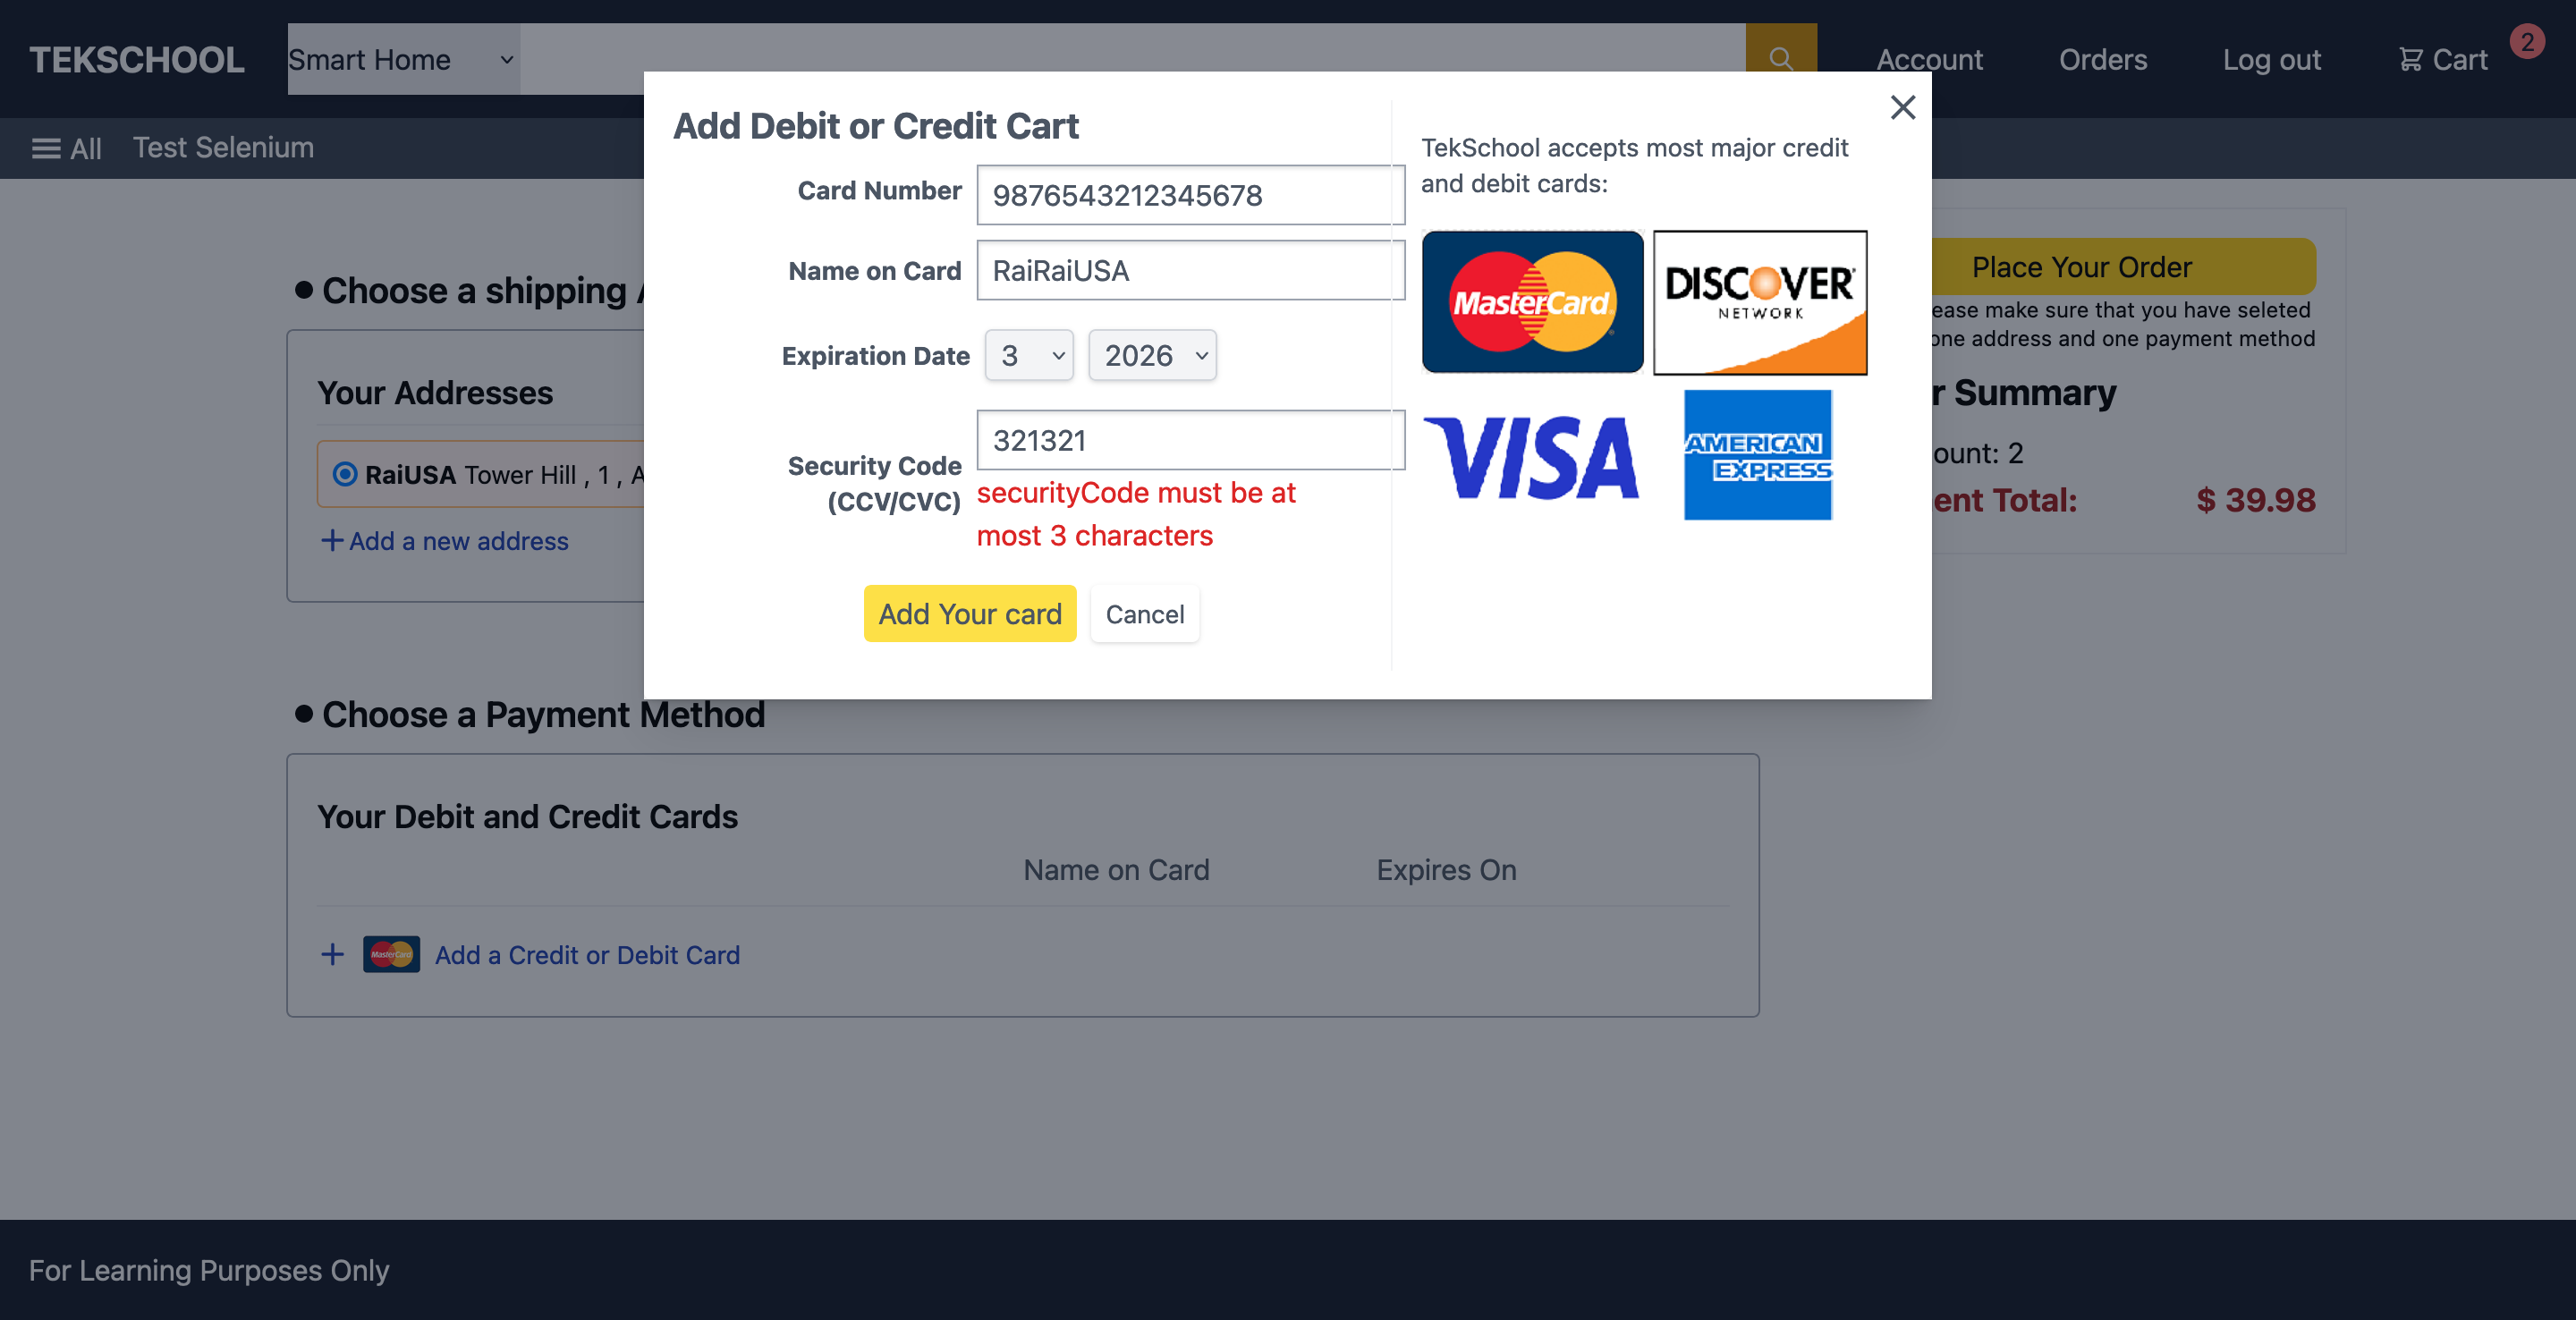 TEKSCHOOL
Smart Home
Account
Orders
Log out
Cart
2
All
Test Selenium
Add Debit or Credit Cart
Card Number
9876543212345678
Name on Card
RaiRaiUSA
Expiration Date
3
2026
Security Code
(CCV/CVC)
321321
securityCode must be at
most 3 characters
Add Your card
Cancel
TekSchool accepts most major credit
and debit cards:
MasterCard
DISCOVER
NETWORK
VISA
AMERICAN
EXPRESS
Choose a shipping
Your Addresses
RaiUSA Tower Hill , 1 , A
Add a new address
Place Your Order
ease make sure that you have seleted
one address and one payment method
r Summary
ount: 2
ent Total:
$ 39.98
Choose a Payment Method
Your Debit and Credit Cards
Name on Card
Expires On
MasterCard
Add a Credit or Debit Card
For Learning Purposes Only